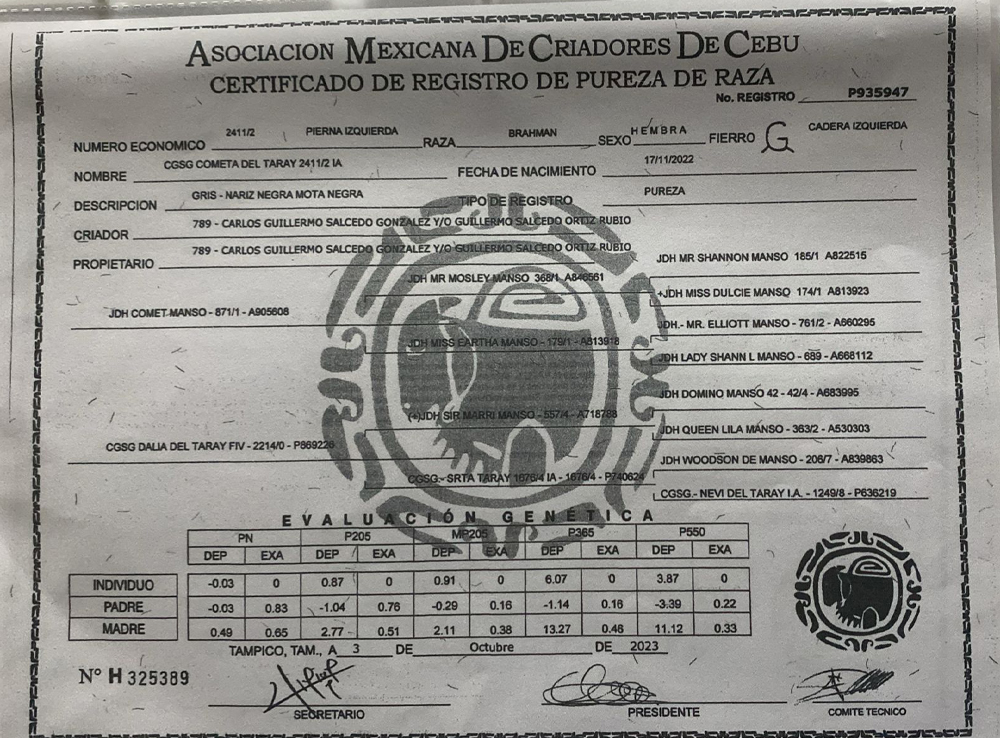 ASOCIACION MEXICANA DE CRIADORES DE CEBU
CERTIFICADO DE REGISTRO DE PUREZA DE RAZA
No. REGISTRO P935947
NUMERO ECONOMICO 2411/2 PIERNA IZQUIERDA RAZA BRAHMAN SEXO HEMBRA FIERRO G CADERA IZQUIERDA
NOMBRE CGSG COMETA DEL TARAY 2411/2 IA FECHA DE NACIMIENTO 17/11/2022
DESCRIPCION GRIS - NARIZ NEGRA MOTA NEGRA TIPO DE REGISTRO PUREZA
CRIADOR 789 - CARLOS GUILLERMO SALCEDO GONZALEZ Y/O GUILLERMO SALCEDO ORTIZ RUBIO
PROPIETARIO 789 - CARLOS GUILLERMO SALCEDO GONZALEZ Y/O GUILLERMO SALCEDO ORTIZ RUBIO
JDH MR SHANNON MANSO 185/1 A822515
JDH MR MOSLEY MANSO 368/1 A846561
+JDH MISS DULCIE MANSO 174/1 A813923
JDH COMET MANSO - 871/1 - A905608
JDH.- MR. ELLIOTT MANSO - 761/2 - A660295
JDH MISS EARTHA MANSO - 179/1 - A813918
JDH LADY SHANN L MANSO - 689 - A668112
JDH DOMINO MANSO 42 - 42/4 - A683995
(+)JDH SIR MARRI MANSO - 557/4 - A718788
JDH QUEEN LILA MANSO - 363/2 - A530303
CGSG DALIA DEL TARAY FIV - 2214/0 - P869226
JDH WOODSON DE MANSO - 206/7 - A839863
CGSG.- SRTA TARAY 1676/4 IA - 1676/4 - P740624
CGSG.- NEVI DEL TARAY I.A. - 1249/8 - P636219
EVALUACIÓN GENÉTICA
PN P205 MP205 P365 P550
DEP EXA DEP EXA DEP EXA DEP EXA DEP EXA
INDIVIDUO -0.03 0 0.87 0 0.91 0 6.07 0 3.87 0
PADRE -0.03 0.83 -1.04 0.76 -0.29 0.16 -1.14 0.16 -3.39 0.22
MADRE 0.49 0.65 2.77 0.51 2.11 0.38 13.27 0.46 11.12 0.33
TAMPICO, TAM., A 3 DE Octubre DE 2023
Nº H 325389
SECRETARIO PRESIDENTE COMITE TECNICO